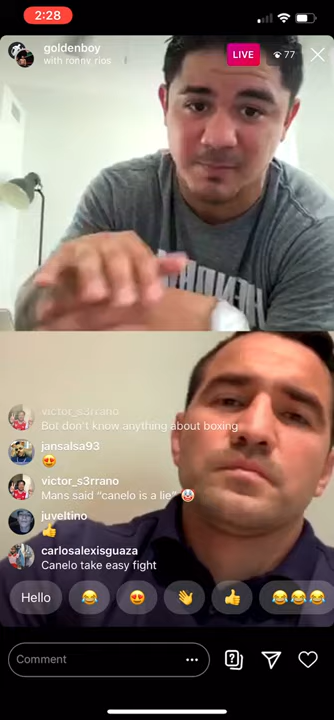 2:28
goldenboy
with ronny rios
LIVE
77
HENDRIX
victor_s3rrano
Bot don't know anything about boxing
jansalsa93
victor_s3rrano
Mans said “canelo is a lie”
juveltino
carlosalexisguaza
Canelo take easy fight
Hello
Comment